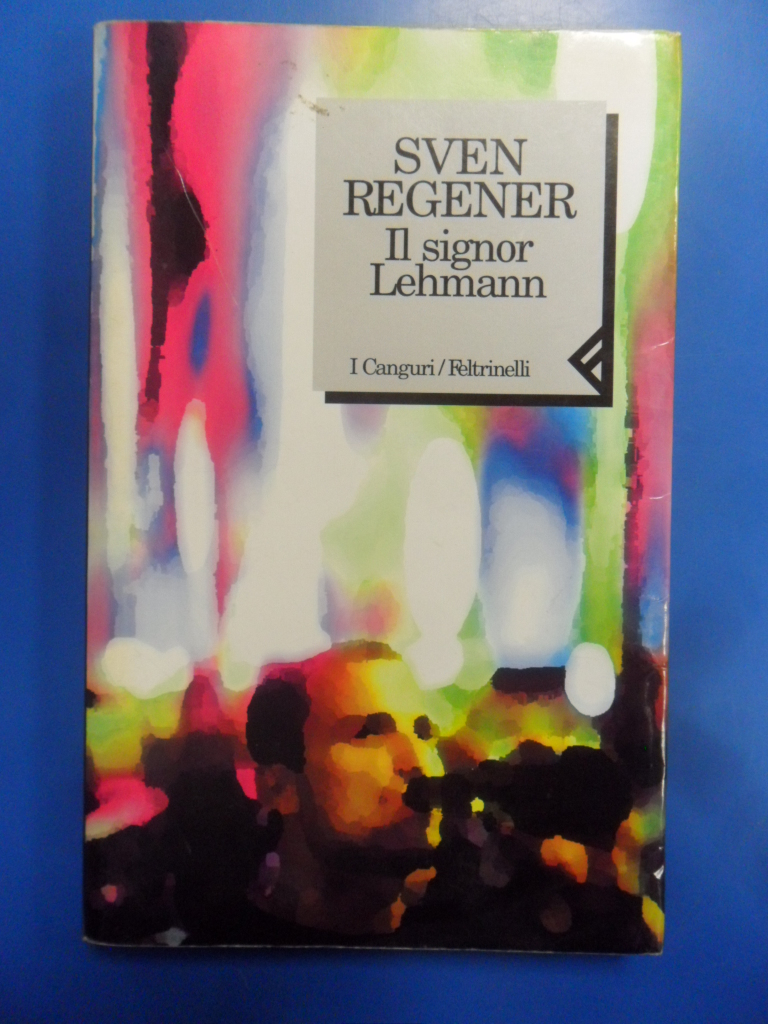 SVEN
REGENER
Il signor
Lehmann
I Canguri/Feltrinelli